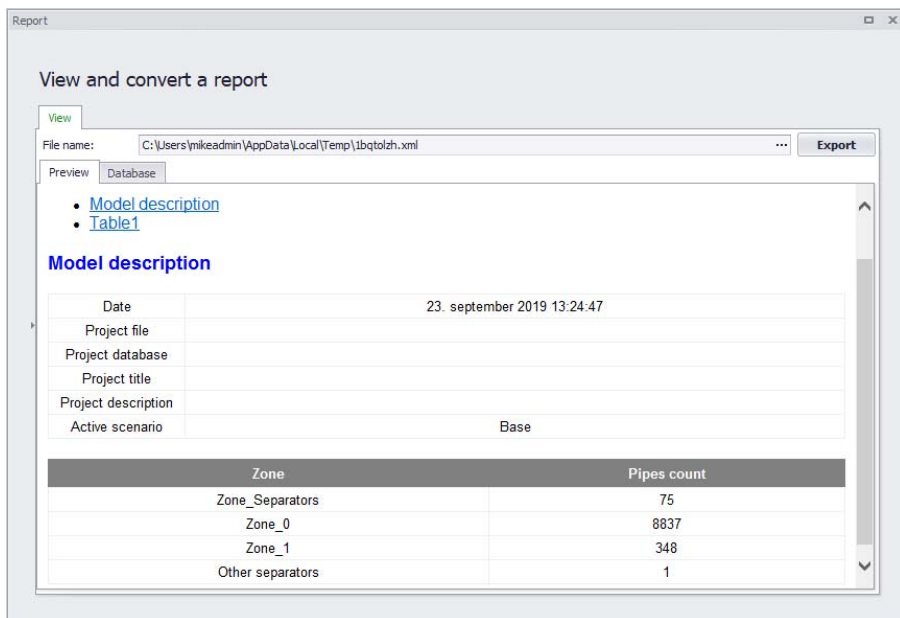 Report
View and convert a report
View
File name: C:\Users\mikeadmin\AppData\Local\Temp\1bqtolzh.xml ... Export
Preview Database
Model description
Table1
Model description
Date 23. september 2019 13:24:47
Project file
Project database
Project title
Project description
Active scenario Base
Zone Pipes count
Zone_Separators 75
Zone_0 8837
Zone_1 348
Other separators 1